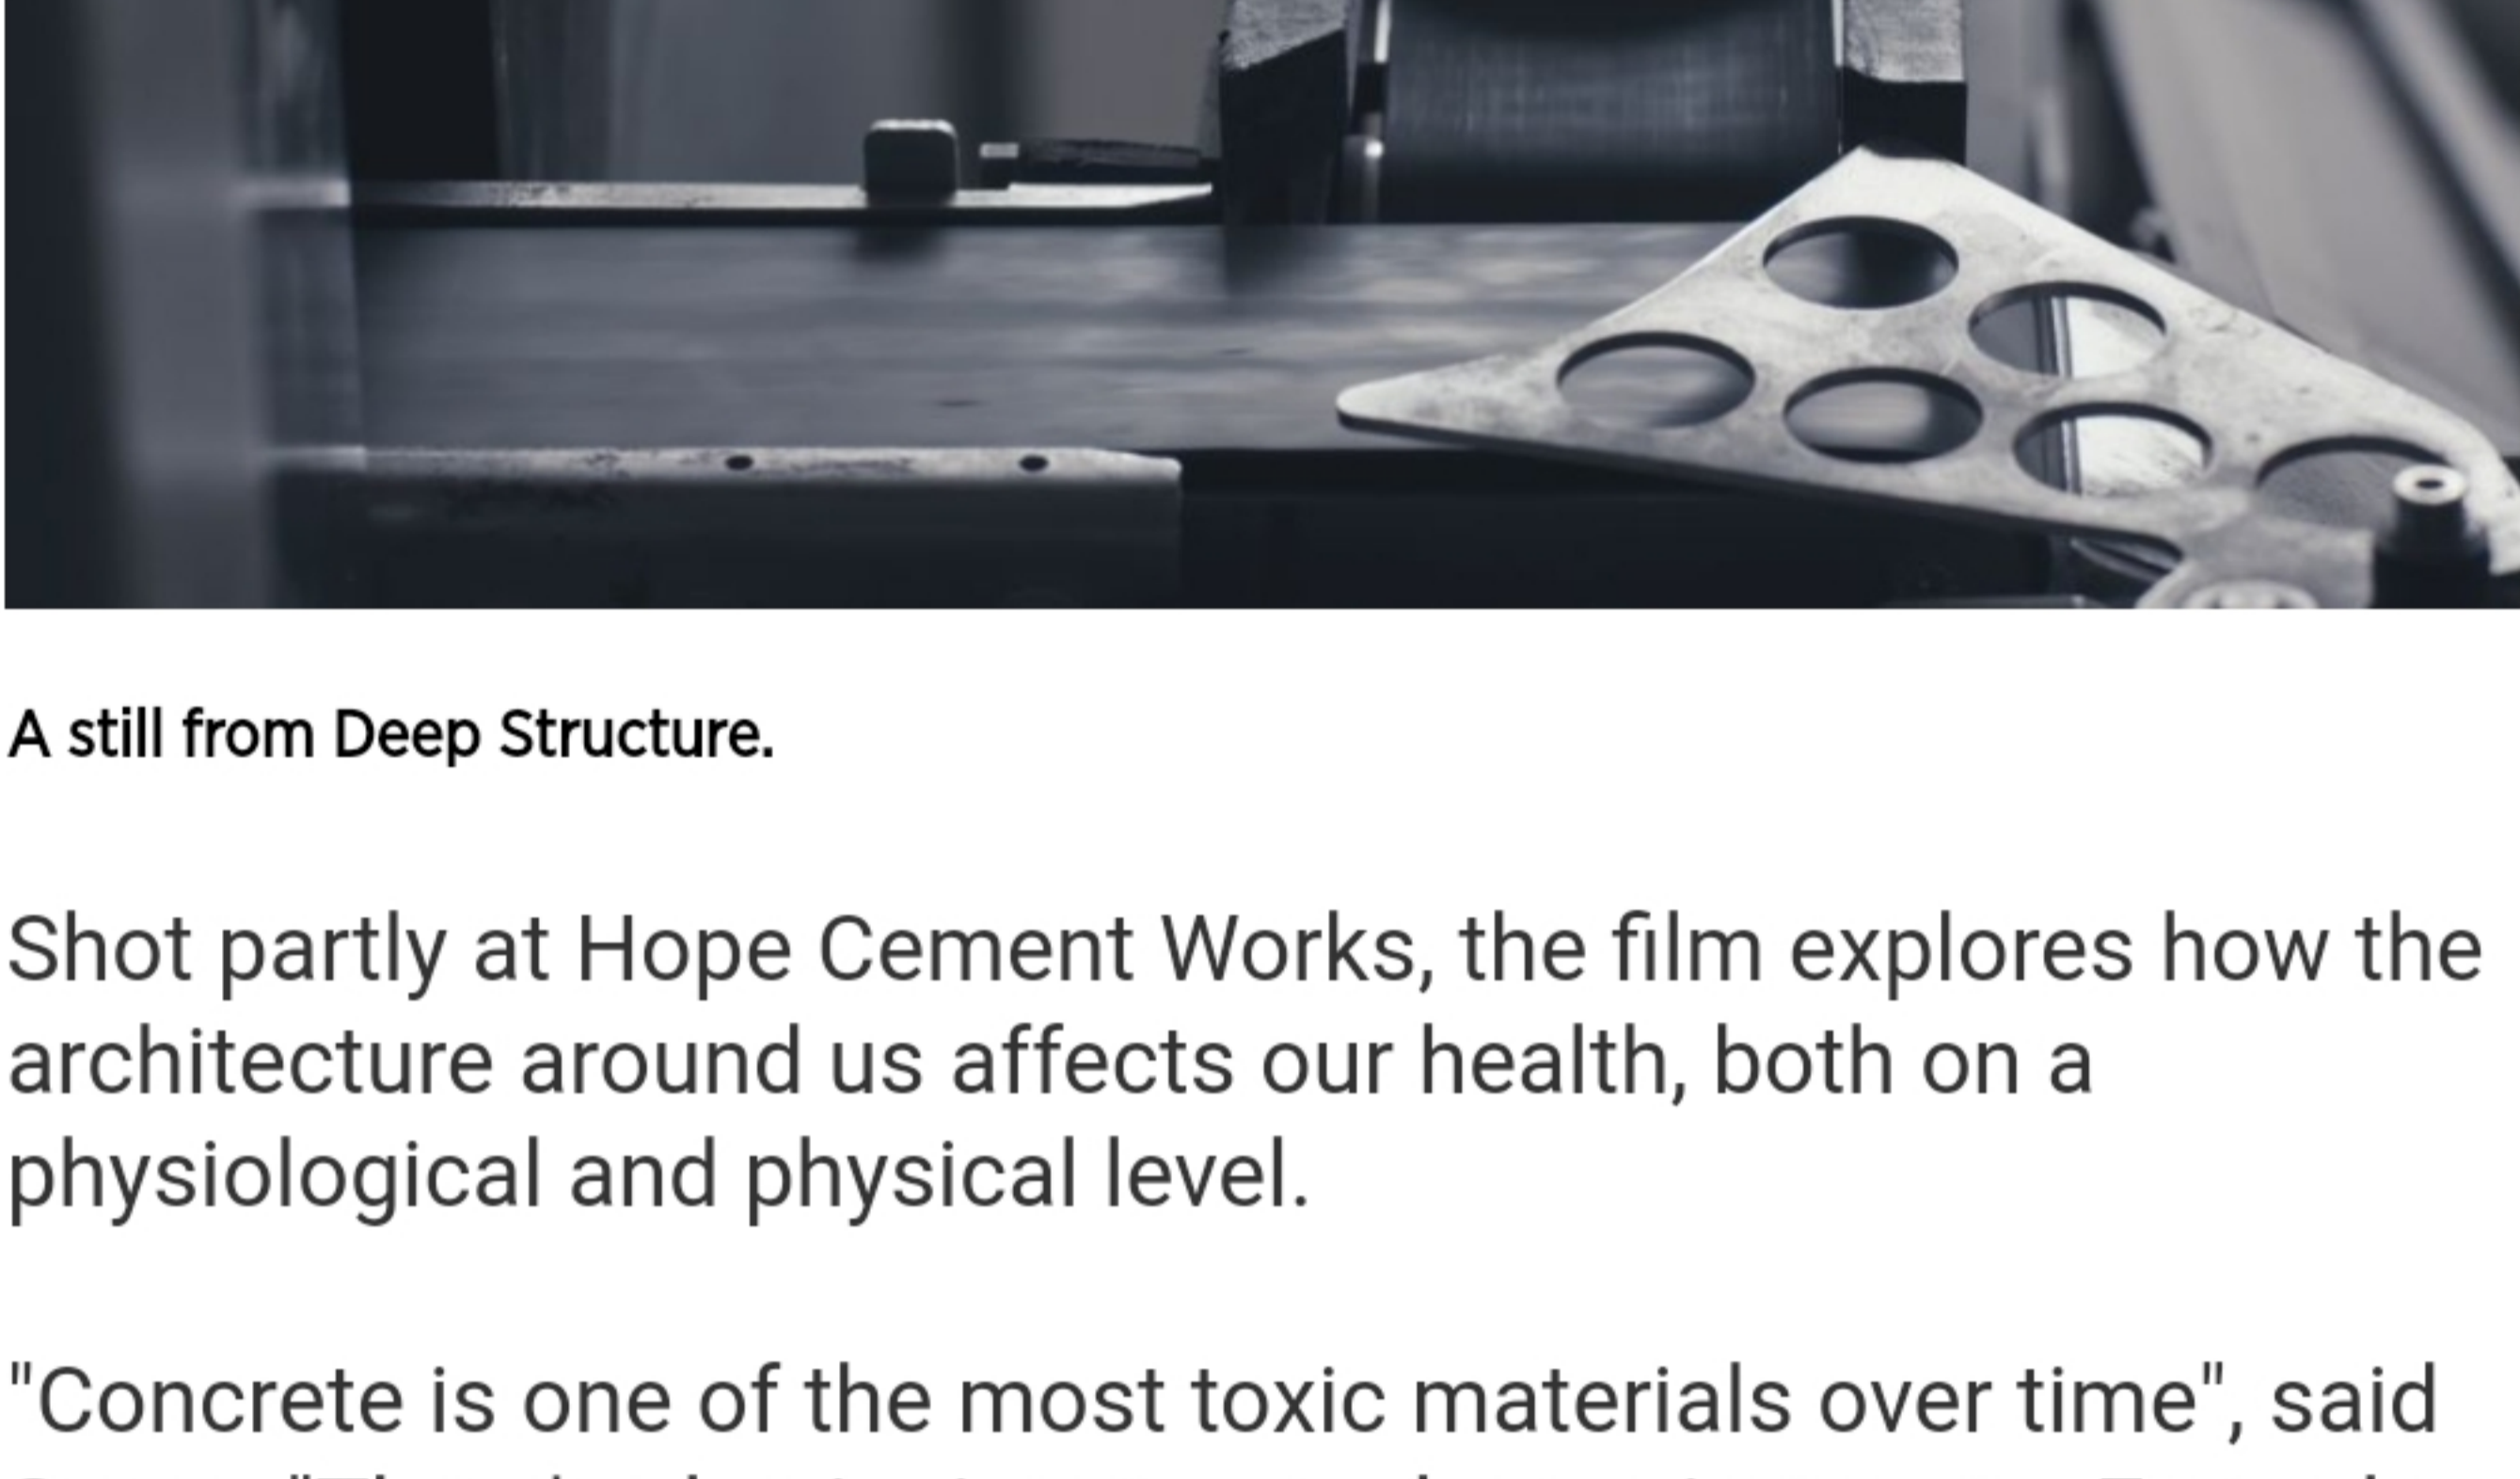 A still from Deep Structure.
Shot partly at Hope Cement Works, the film explores how the
architecture around us affects our health, both on a
physiological and physical level.
"Concrete is one of the most toxic materials over time", said